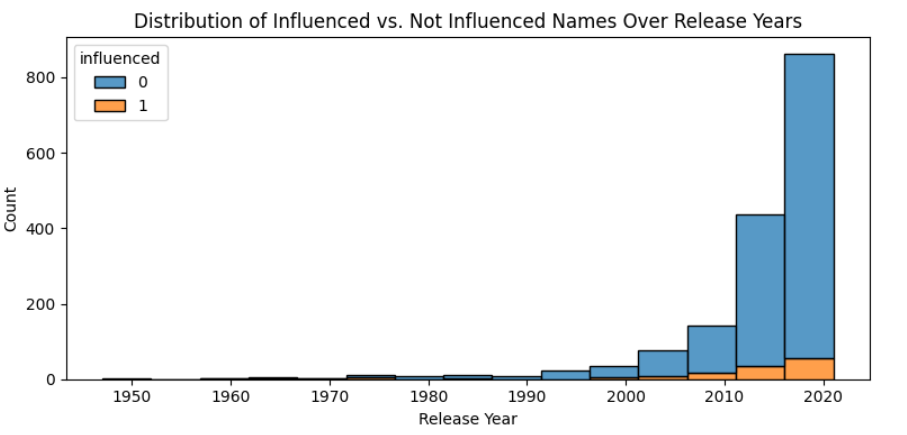 Distribution of Influenced vs. Not Influenced Names Over Release Years
influenced
0
1
800
600
400
200
0
Count
1950 1960 1970 1980 1990 2000 2010 2020
Release Year